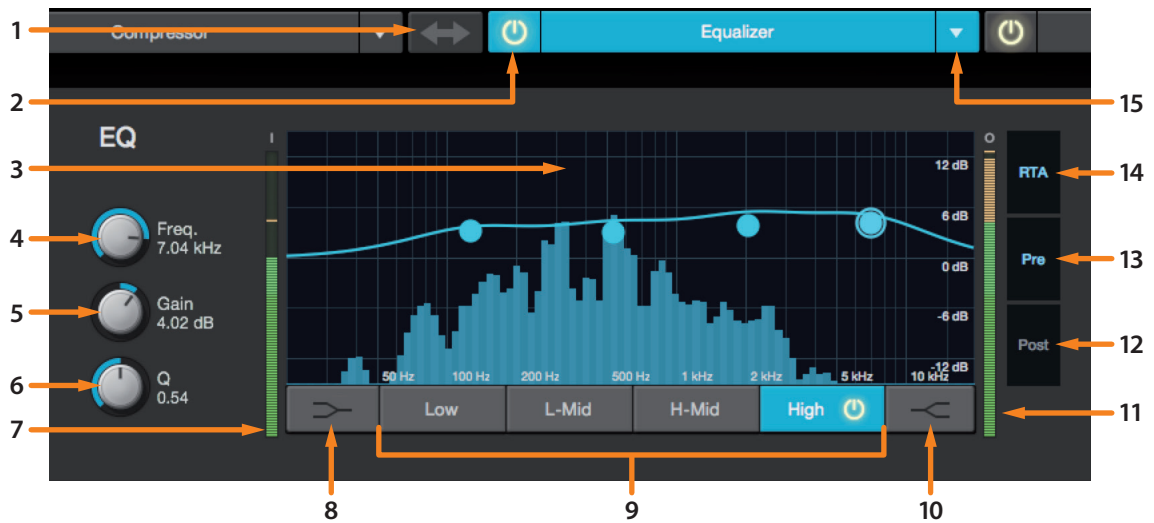 1
Compressor
Equalizer
2
15
EQ
I
O
3
12 dB
RTA
14
4
Freq.
7.04 kHz
6 dB
Pre
13
0 dB
5
Gain
4.02 dB
-6 dB
Post
12
6
Q
0.54
-12 dB
50 Hz 100 Hz 200 Hz 500 Hz 1 kHz 2 kHz 5 kHz 10 kHz
7
Low L-Mid H-Mid High
11
8 9 10